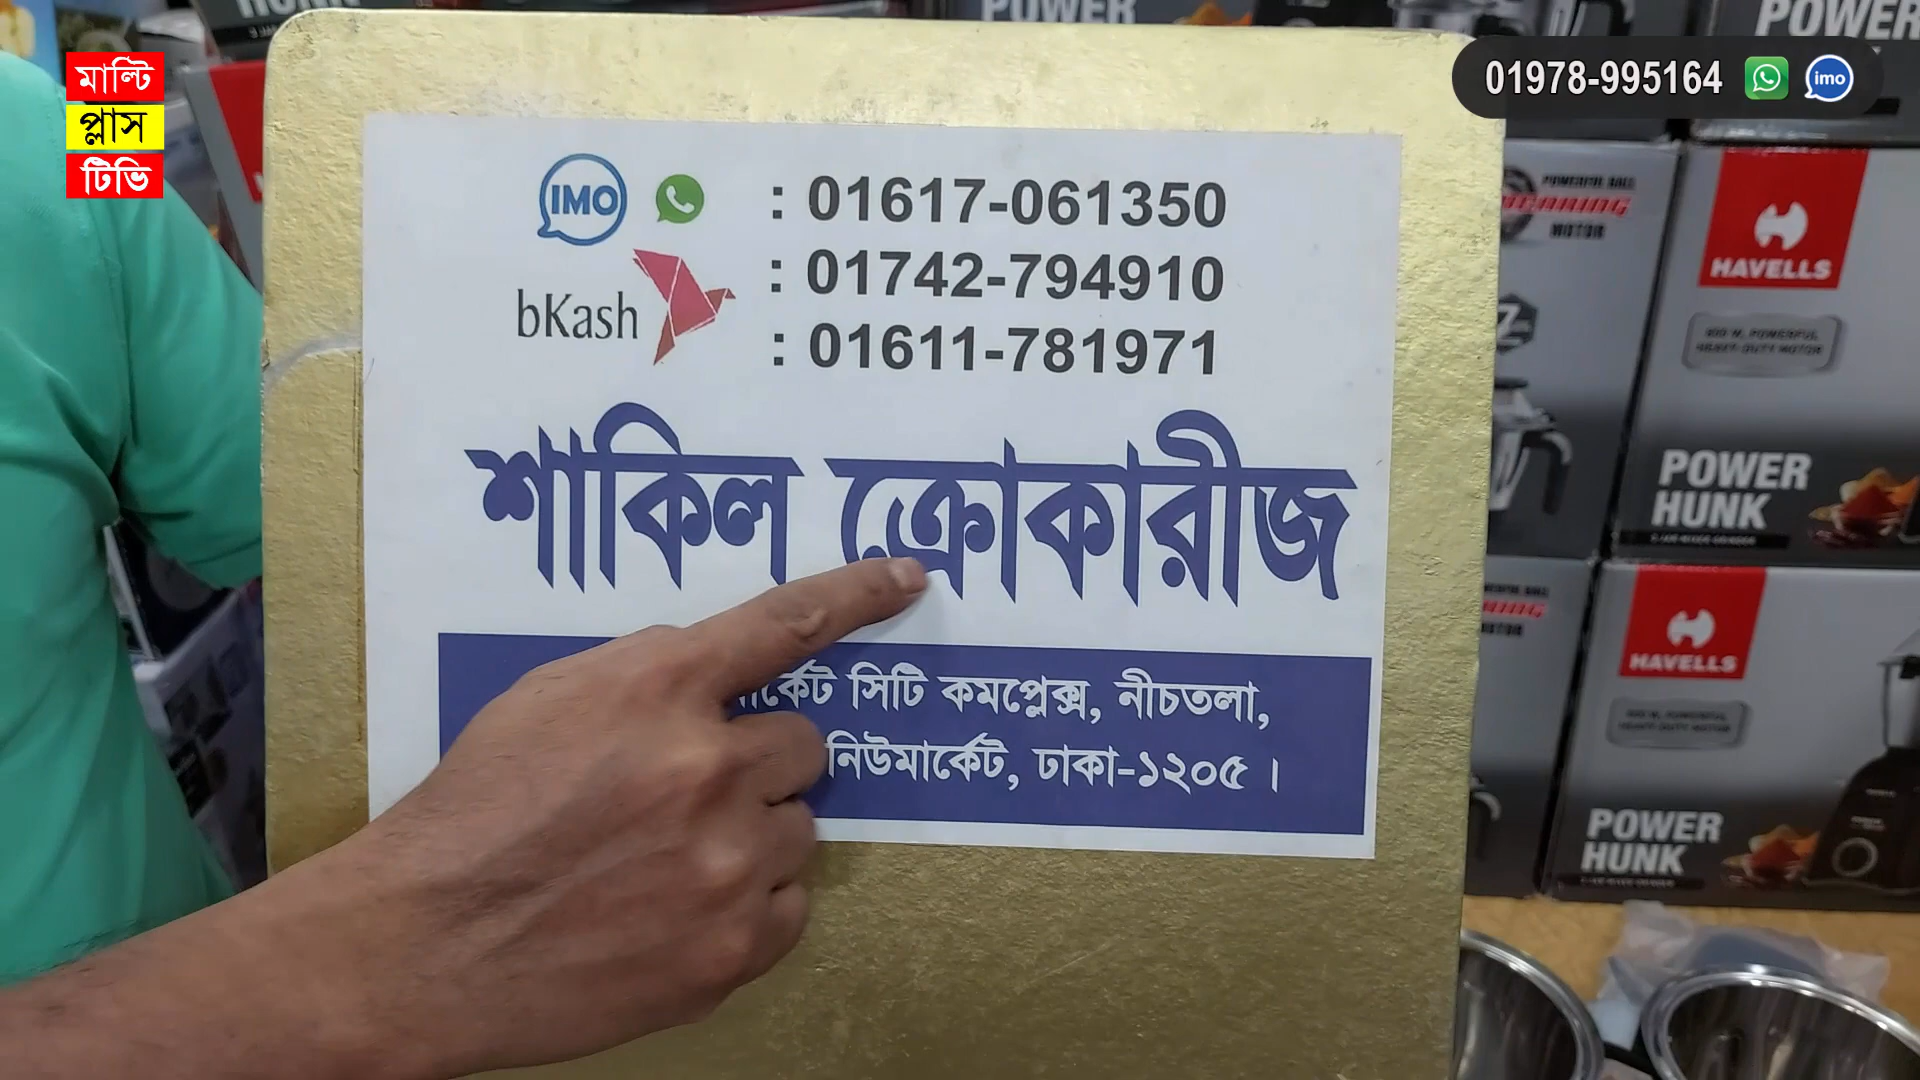 POWER
POWER
মাল্টি
প্লাস
টিভি
01978-995164
imo
IMO : 01617-061350
: 01742-794910
bKash
: 01611-781971
শাকিল ক্রোকারীজ
সিটি কমপ্লেক্স, নীচতলা,
নিউমার্কেট, ঢাকা-১২০৫।
MOTOR
HAVELLS
POWER
HUNK
HAVELLS
POWER
HUNK